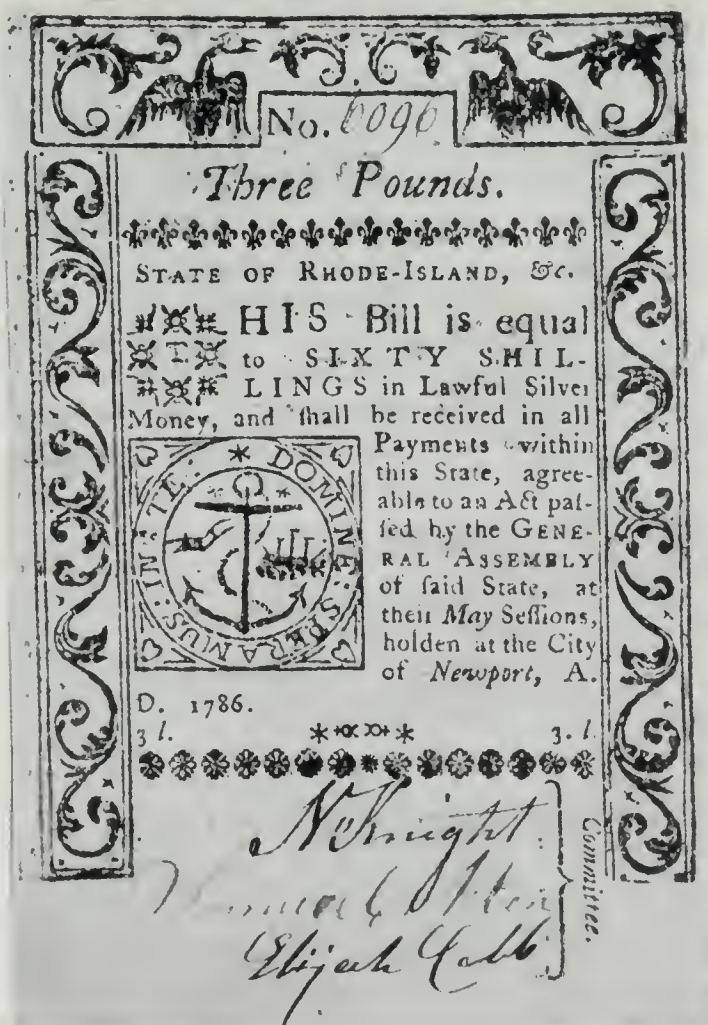 No. 6096
Three Pounds.
STATE OF RHODE-ISLAND, &c.
THIS Bill is equal
to SIXTY SHIL-
LINGS in Lawful Silver
Money, and ſhall be received in all
Payments within
this State, agree-
able to an Act paſ-
ſed by the GENE-
RAL ASSEMBLY
of ſaid State, at
their May Seſſions,
holden at the City
of Newport, A.
DOMINE: SPERAMUS: IN: TE:
D. 1786.
3 l. 3. l.
N Knight
Elijah Cobb
Committee.